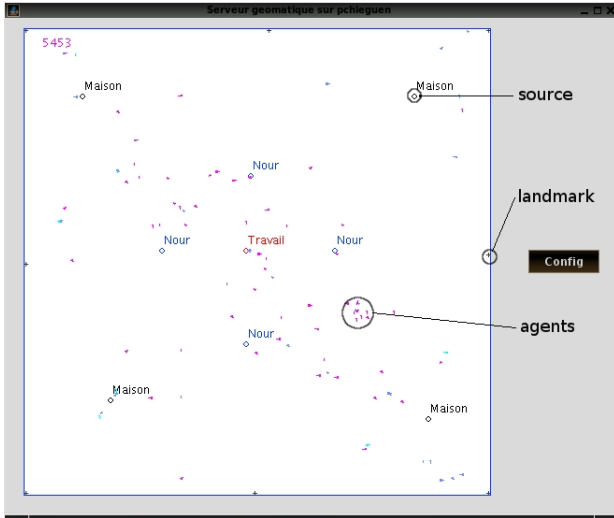 Serveur geomatique sur pchieguen
5453
Maison
Maison
source
Nour
landmark
Nour
Travail
Nour
Config
agents
Nour
Maison
Maison